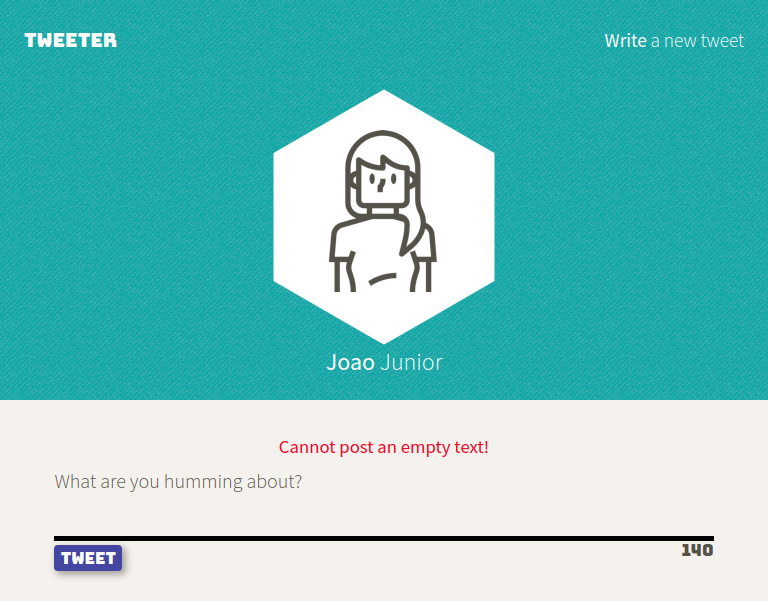 TWEETER
Write a new tweet
Joao Junior
Cannot post an empty text!
What are you humming about?
TWEET
140